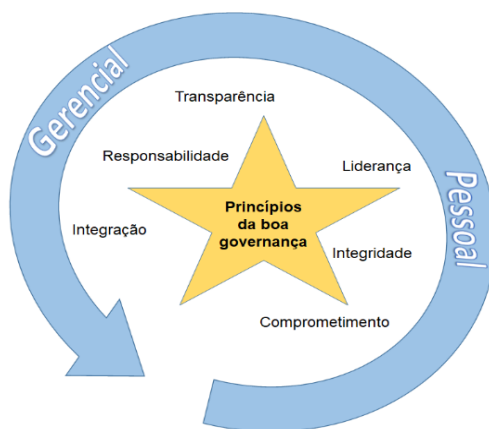 Gerencial
Pessoal
Transparência
Responsabilidade
Liderança
Princípios
da boa
governança
Integração
Integridade
Comprometimento